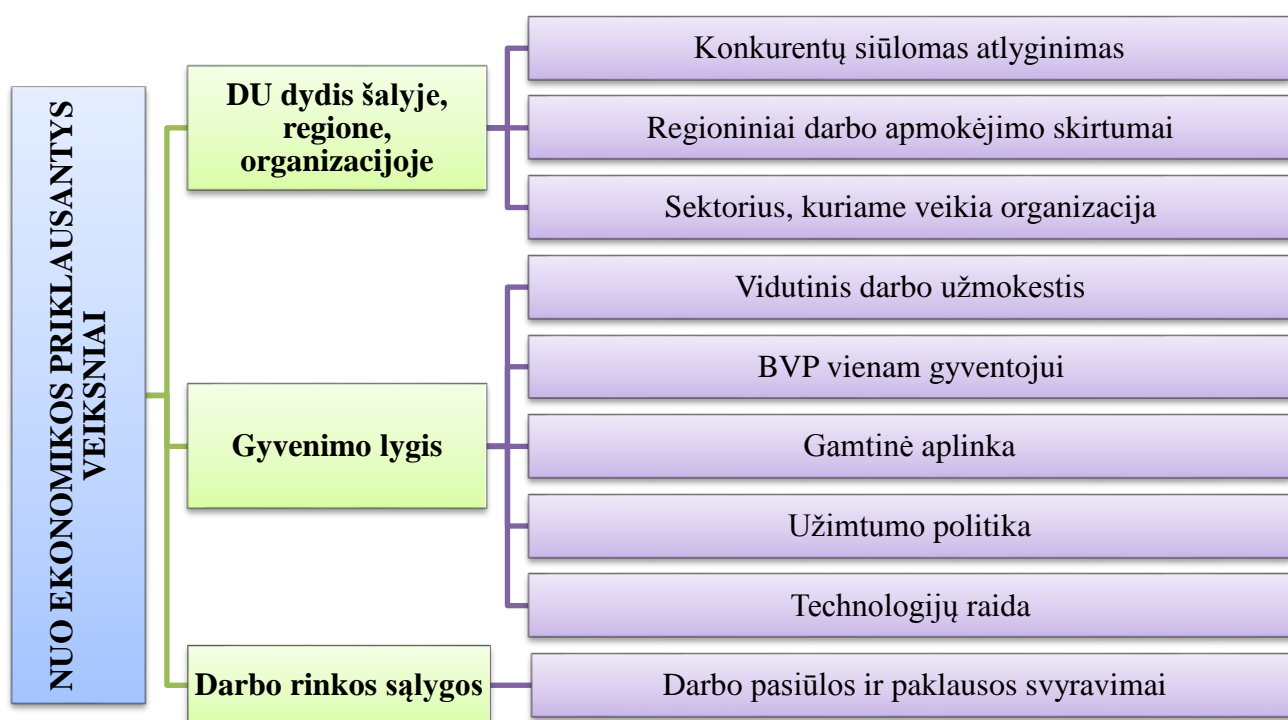 NUO EKONOMIKOS PRIKLAUSANTYS
VEIKSNIAI
DU dydis šalyje,
regione,
organizacijoje
Konkurentų siūlomas atlyginimas
Regioniniai darbo apmokėjimo skirtumai
Sektorius, kuriame veikia organizacija
Gyvenimo lygis
Vidutinis darbo užmokestis
BVP vienam gyventojui
Gamtinė aplinka
Užimtumo politika
Technologijų raida
Darbo rinkos sąlygos
Darbo pasiūlos ir paklausos svyravimai